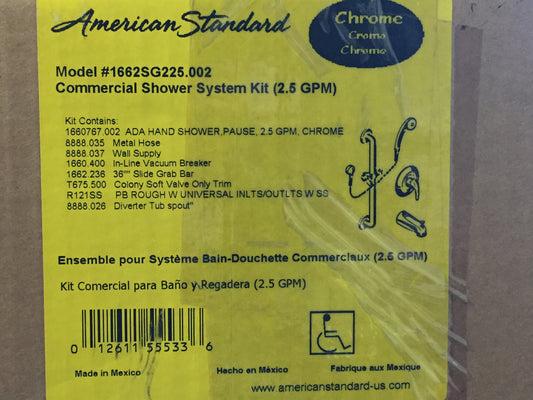 American Standard
Chrome
Cromo
Chrome
Model #1662SG225.002
Commercial Shower System Kit (2.5 GPM)
Kit Contains:
1660767.002 ADA HAND SHOWER,PAUSE, 2.5 GPM, CHROME
8888.035 Metal Hose
8888.037 Wall Supply
1660.400 In-Line Vacuum Breaker
1662.236 36"" Slide Grab Bar
T675.500 Colony Soft Valve Only Trim
R121SS PB ROUGH W UNIVERSAL INLTS/OUTLTS W SS
8888.026 Diverter Tub spout"
Ensemble pour Système Bain-Douchette Commerciaux (2.5 GPM)
Kit Comercial para Baño y Regadera (2.5 GPM)
0 12611 55533 6
Made in Mexico Hecho en México Fabrique aux Mexique
www.americanstandard-us.com